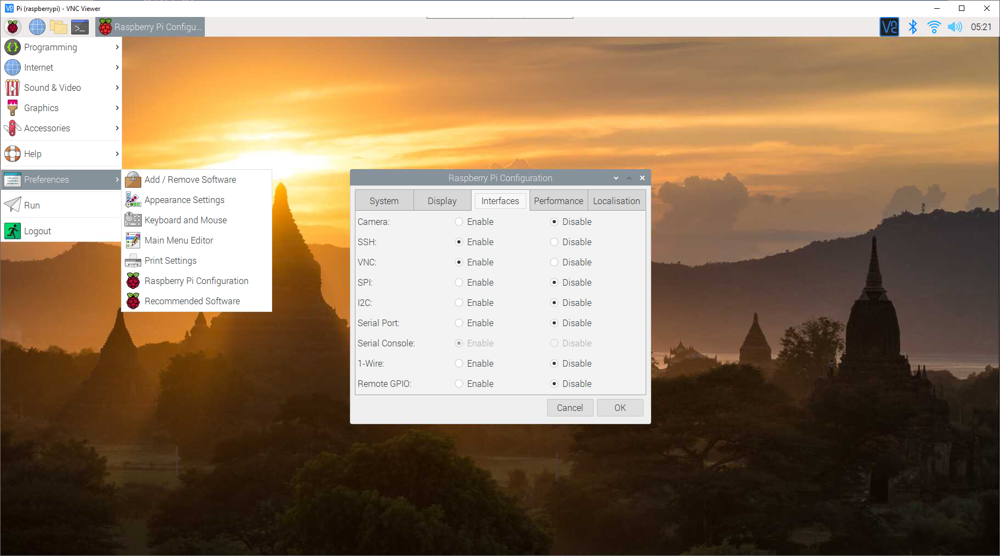 Pi (raspberrypi) - VNC Viewer
Raspberry Pi Configu...
05:21
Programming
Internet
Sound & Video
Graphics
Accessories
Help
Preferences
Run
Logout
Add / Remove Software
Appearance Settings
Keyboard and Mouse
Main Menu Editor
Print Settings
Raspberry Pi Configuration
Recommended Software
Raspberry Pi Configuration
System Display Interfaces Performance Localisation
Camera: Enable Disable
SSH: Enable Disable
VNC: Enable Disable
SPI: Enable Disable
I2C: Enable Disable
Serial Port: Enable Disable
Serial Console: Enable Disable
1-Wire: Enable Disable
Remote GPIO: Enable Disable
Cancel OK